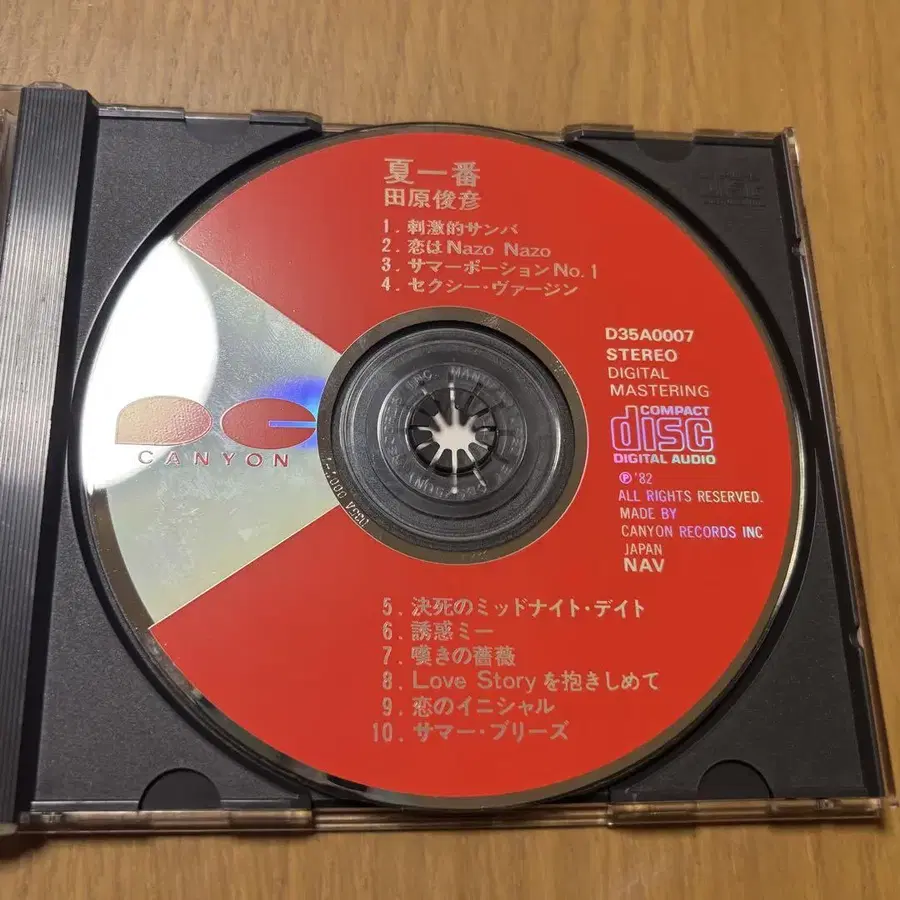 夏一番
田原俊彦
1. 刺激的サンバ
2. 恋はNazo Nazo
3. サマーポーションNo.1
4. セクシー・ヴァージン
D35A0007
STEREO
DIGITAL
MASTERING
COMPACT
disc
DIGITAL AUDIO
CANYON
Ⓟ'82
ALL RIGHTS RESERVED.
MADE BY
CANYON RECORDS INC
JAPAN
NAV
5. 決死のミッドナイト・デイト
6. 誘惑ミー
7. 嘆きの薔薇
8. Love Storyを抱きしめて
9. 恋のイニシャル
10. サマー・ブリーズ